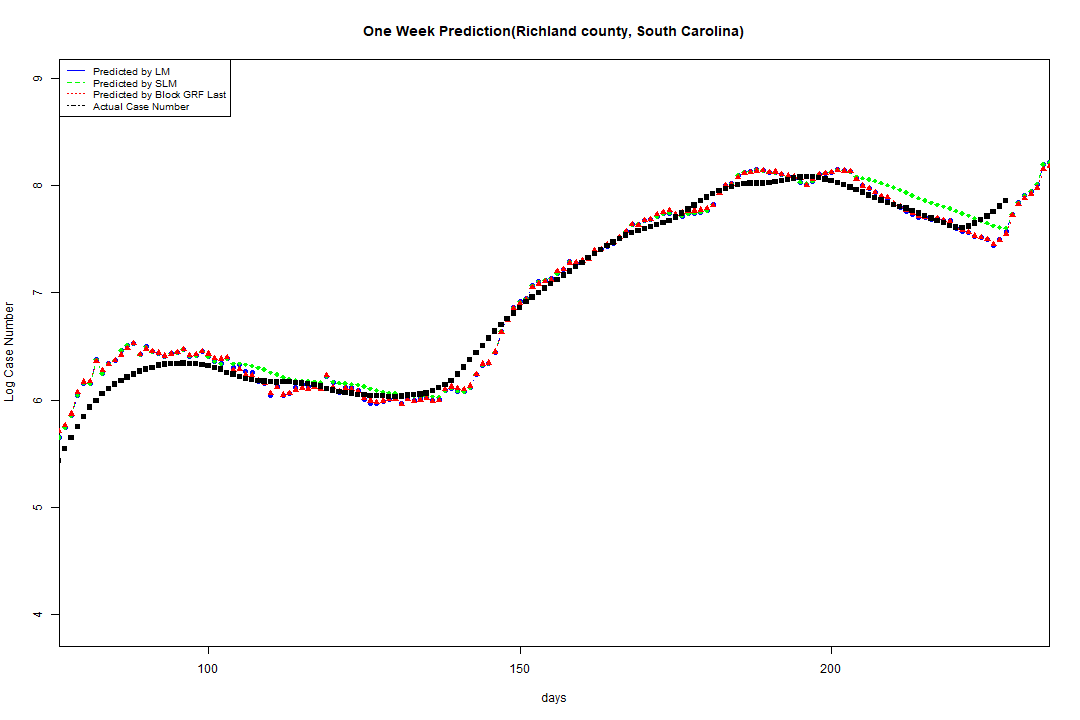 One Week Prediction(Richland county, South Carolina)
Predicted by LM
Predicted by SLM
Predicted by Block GRF Last
Actual Case Number
9
8
7
6
5
4
Log Case Number
100 150 200
days